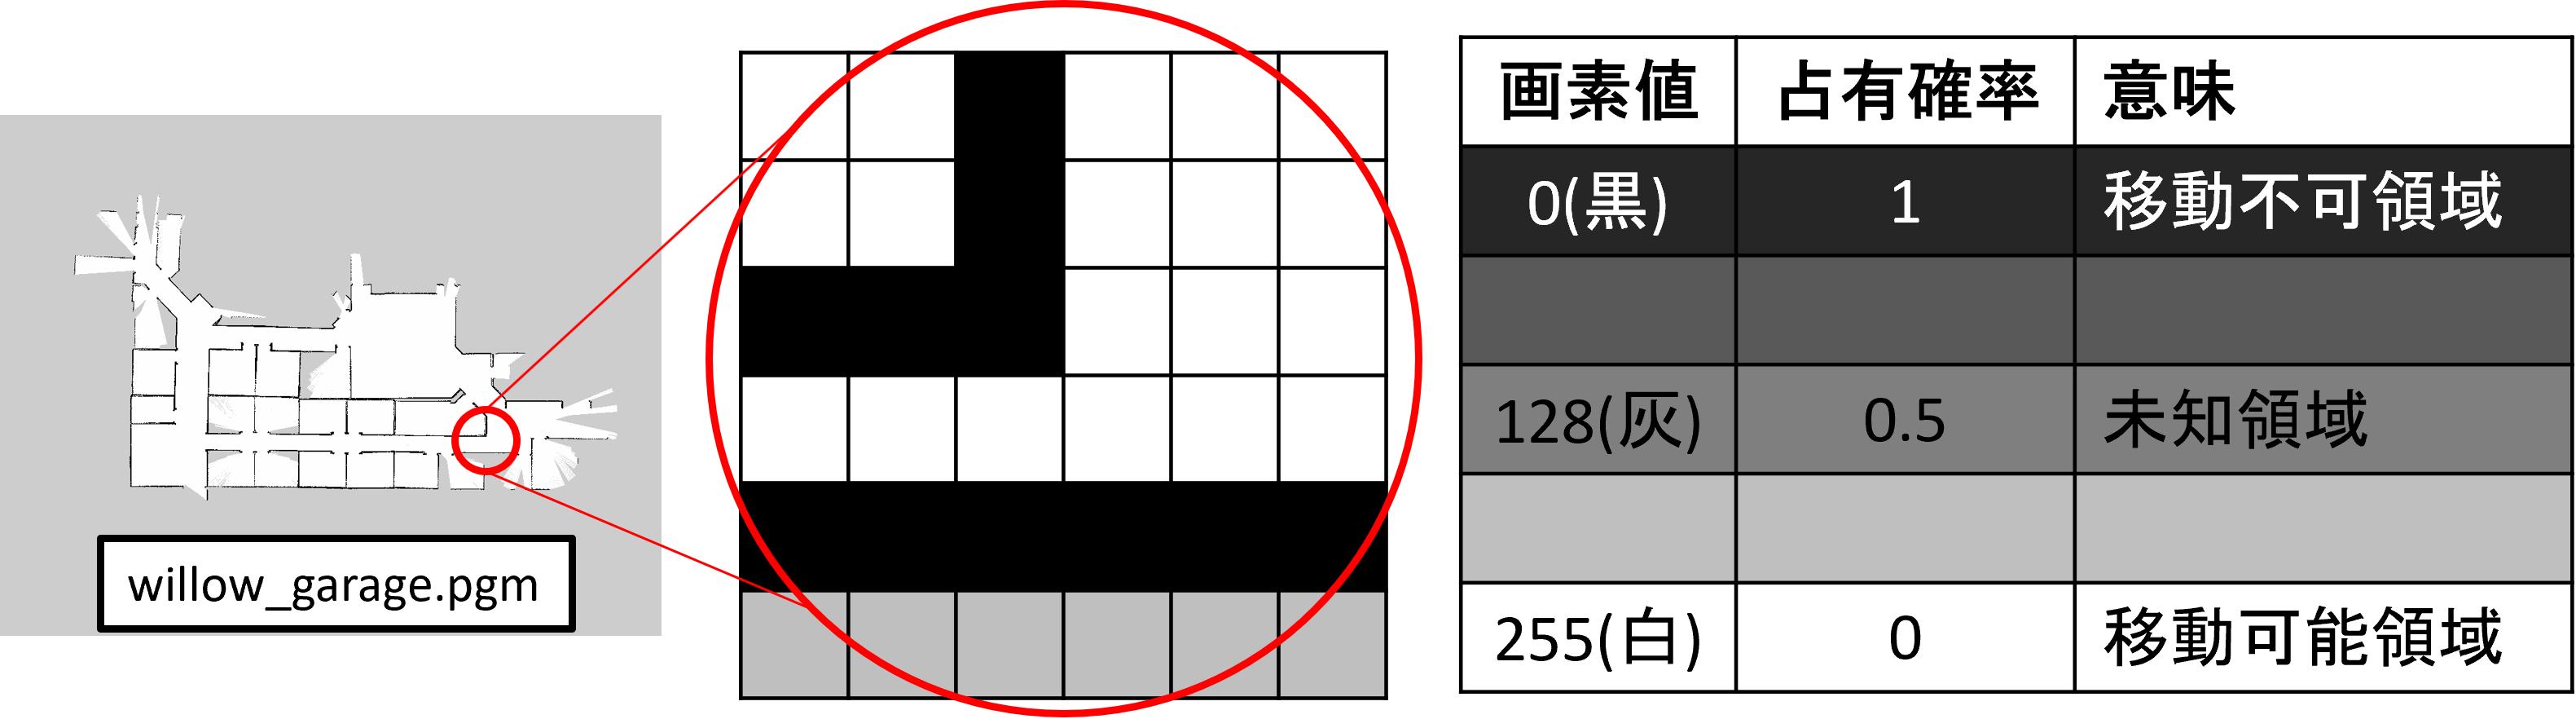 willow_garage.pgm
画素値 占有確率 意味
0(黒) 1 移動不可領域
128(灰) 0.5 未知領域
255(白) 0 移動可能領域